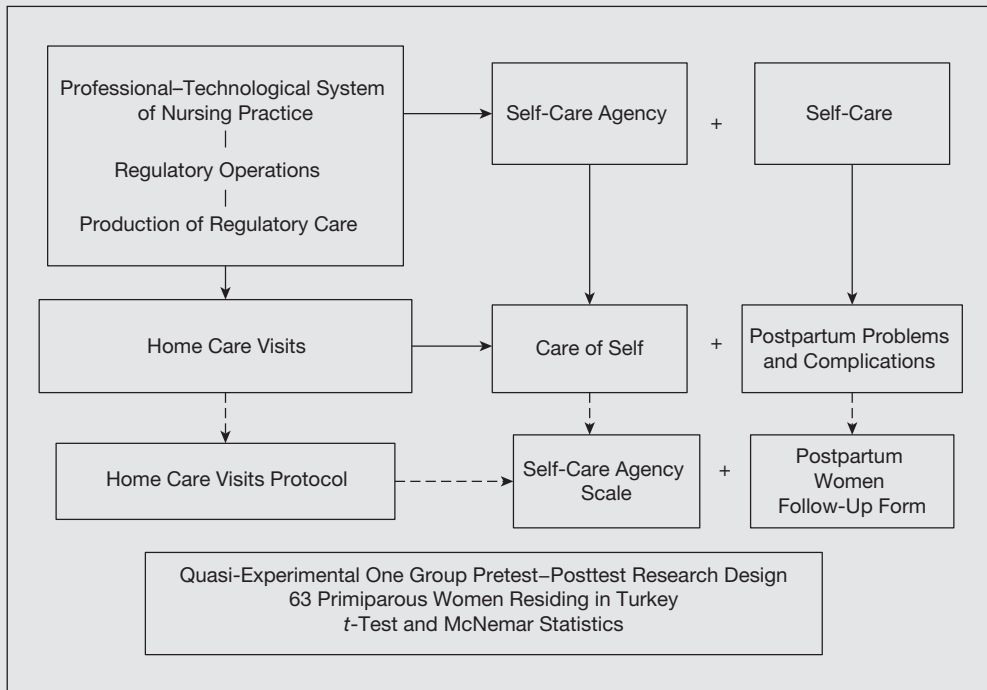 Professional–Technological System
of Nursing Practice
Regulatory Operations
Production of Regulatory Care
Self-Care Agency
+
Self-Care
Home Care Visits
Care of Self
+
Postpartum Problems
and Complications
Home Care Visits Protocol
Self-Care Agency
Scale
+
Postpartum
Women
Follow-Up Form
Quasi-Experimental One Group Pretest–Posttest Research Design
63 Primiparous Women Residing in Turkey
t-Test and McNemar Statistics